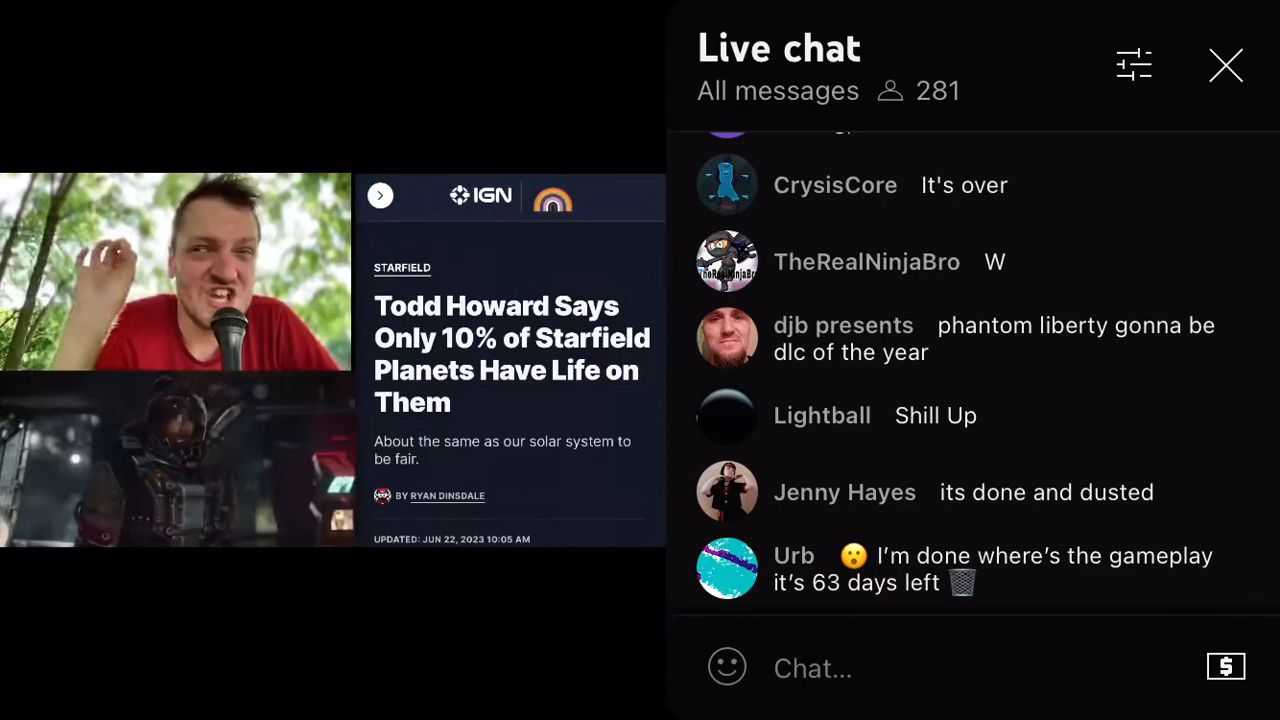 IGN
STARFIELD
Todd Howard Says
Only 10% of Starfield
Planets Have Life on
Them
About the same as our solar system to
be fair.
BY RYAN DINSDALE
UPDATED: JUN 22, 2023 10:05 AM
Live chat
All messages 281
CrysisCore It's over
TheRealNinjaBro W
TheRealNinjaBro
djb presents phantom liberty gonna be
dlc of the year
Lightball Shill Up
Jenny Hayes its done and dusted
Urb 😮 I’m done where’s the gameplay
it’s 63 days left 🗑️
Chat...
$